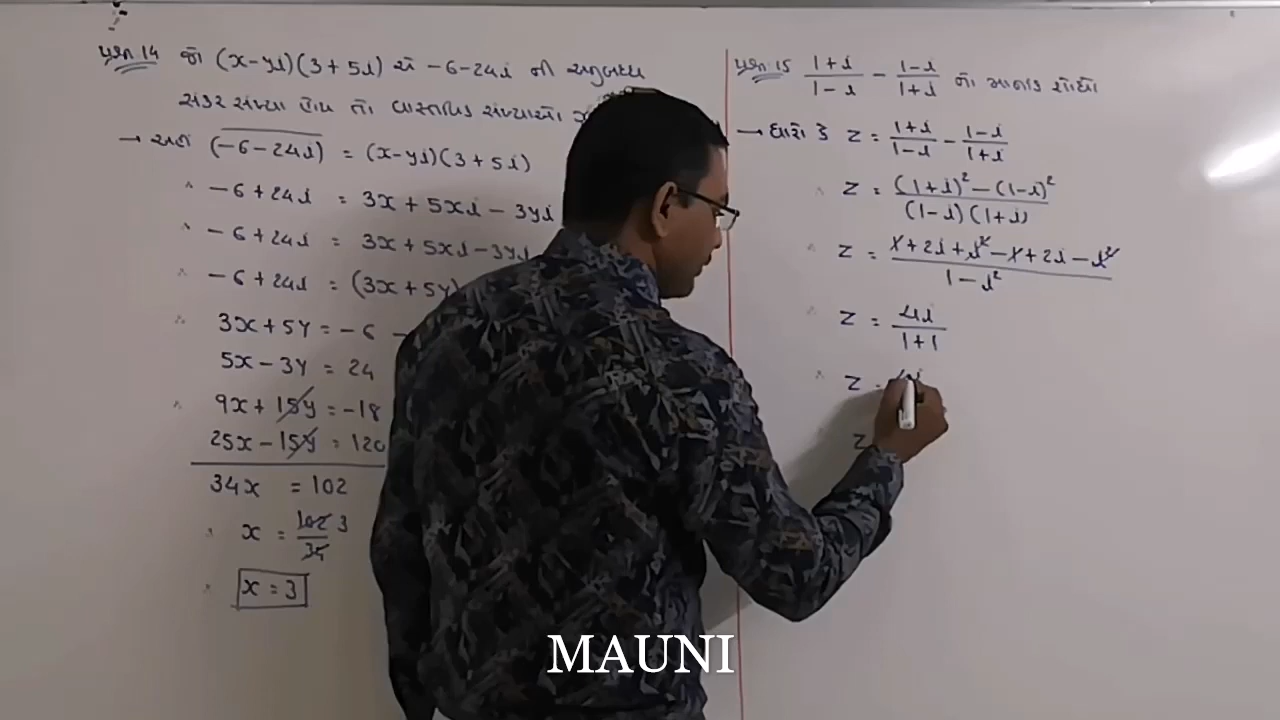 પ્રશ્ન 14 જો (x-yi)(3+5i) એ -6-24i ની અનુબદ્ધ
સંકર સંખ્યા હોય તો વાસ્તવિક સંખ્યાઓ x
→ અહીં (-6-24i) = (x-yi)(3+5i)
∴ -6+24i = 3x+5xi-3yi
∴ -6+24i = 3x+5xi-3yi
∴ -6+24i = (3x+5y)
∴ 3x+5y = -6
5x-3y = 24
∴ 9x+15y = -18
25x-15y = 120
34x = 102
∴ x = 102/34 3
∴ x = 3
પ્રશ્ન 15 1+i/1-i - 1-i/1+i નો માનાંક શોધો
→ ધારો કે z = 1+i/1-i - 1-i/1+i
∴ z = (1+i)²-(1-i)²/(1-i)(1+i)
∴ z = 1+2i+i²-1+2i-i²/1-i²
∴ z = 4i/1+1
∴ z =
z
MAUNI